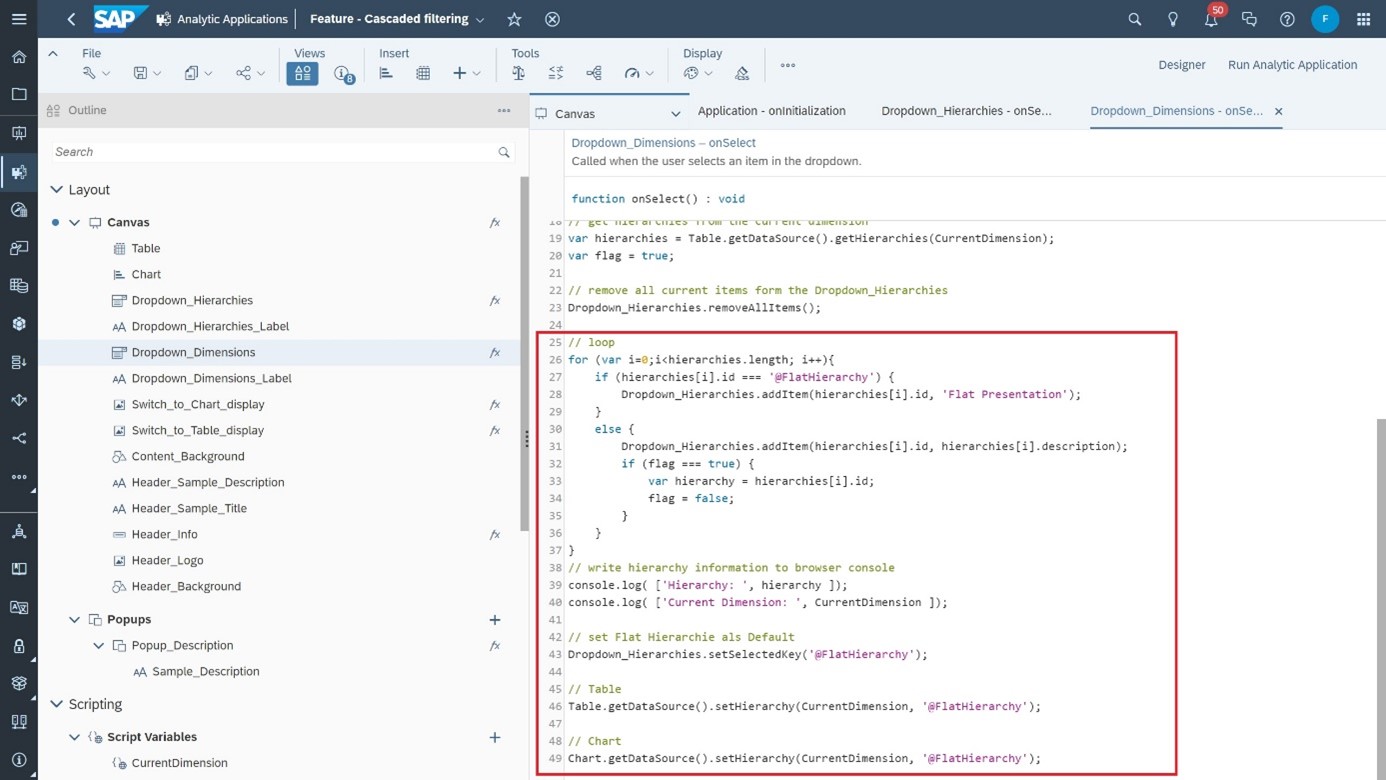 SAP Analytic Applications Feature - Cascaded filtering 50 F
File Views Insert Tools Display
8
Designer Run Analytic Application
Outline
Search
Layout
Canvas
Table
Chart
Dropdown_Hierarchies
Dropdown_Hierarchies_Label
Dropdown_Dimensions
Dropdown_Dimensions_Label
Switch_to_Chart_display
Switch_to_Table_display
Content_Background
Header_Sample_Description
Header_Sample_Title
Header_Info
Header_Logo
Header_Background
Popups
Popup_Description
Sample_Description
Scripting
Script Variables
CurrentDimension
Canvas Application - onInitialization Dropdown_Hierarchies - onSe... Dropdown_Dimensions - onSe...
Dropdown_Dimensions – onSelect
Called when the user selects an item in the dropdown.
function onSelect() : void
18 // get hierarchies from the current dimension
19 var hierarchies = Table.getDataSource().getHierarchies(CurrentDimension);
20 var flag = true;
21
22 // remove all current items form the Dropdown_Hierarchies
23 Dropdown_Hierarchies.removeAllItems();
24
25 // loop
26 for (var i=0;i<hierarchies.length; i++){
27 if (hierarchies[i].id === '@FlatHierarchy') {
28 Dropdown_Hierarchies.addItem(hierarchies[i].id, 'Flat Presentation');
29 }
30 else {
31 Dropdown_Hierarchies.addItem(hierarchies[i].id, hierarchies[i].description);
32 if (flag === true) {
33 var hierarchy = hierarchies[i].id;
34 flag = false;
35 }
36 }
37 }
38 // write hierarchy information to browser console
39 console.log( ['Hierarchy: ', hierarchy ]);
40 console.log( ['Current Dimension: ', CurrentDimension ]);
41
42 // set Flat Hierarchie als Default
43 Dropdown_Hierarchies.setSelectedKey('@FlatHierarchy');
44
45 // Table
46 Table.getDataSource().setHierarchy(CurrentDimension, '@FlatHierarchy');
47
48 // Chart
49 Chart.getDataSource().setHierarchy(CurrentDimension, '@FlatHierarchy');